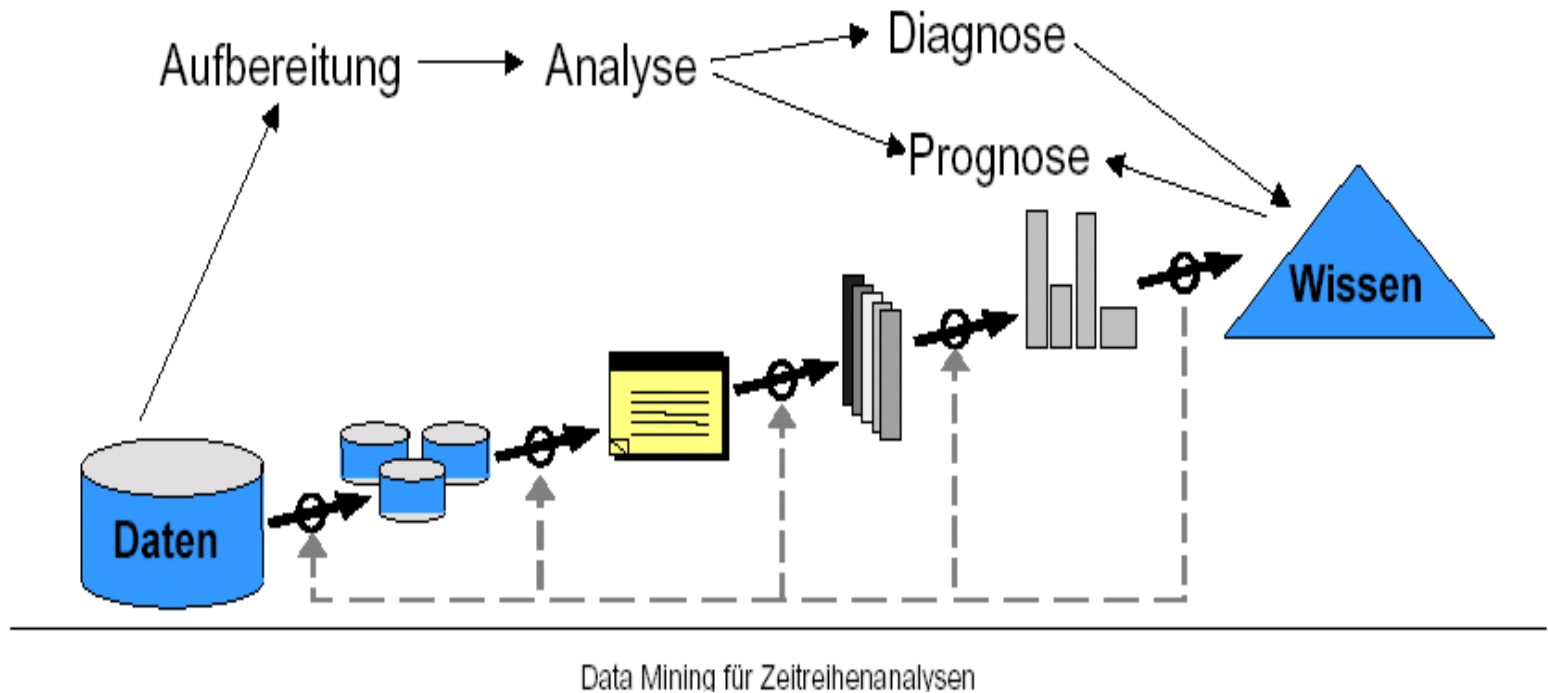 Diagnose
Aufbereitung
Analyse
Prognose
Wissen
Daten
Data Mining für Zeitreihenanalysen